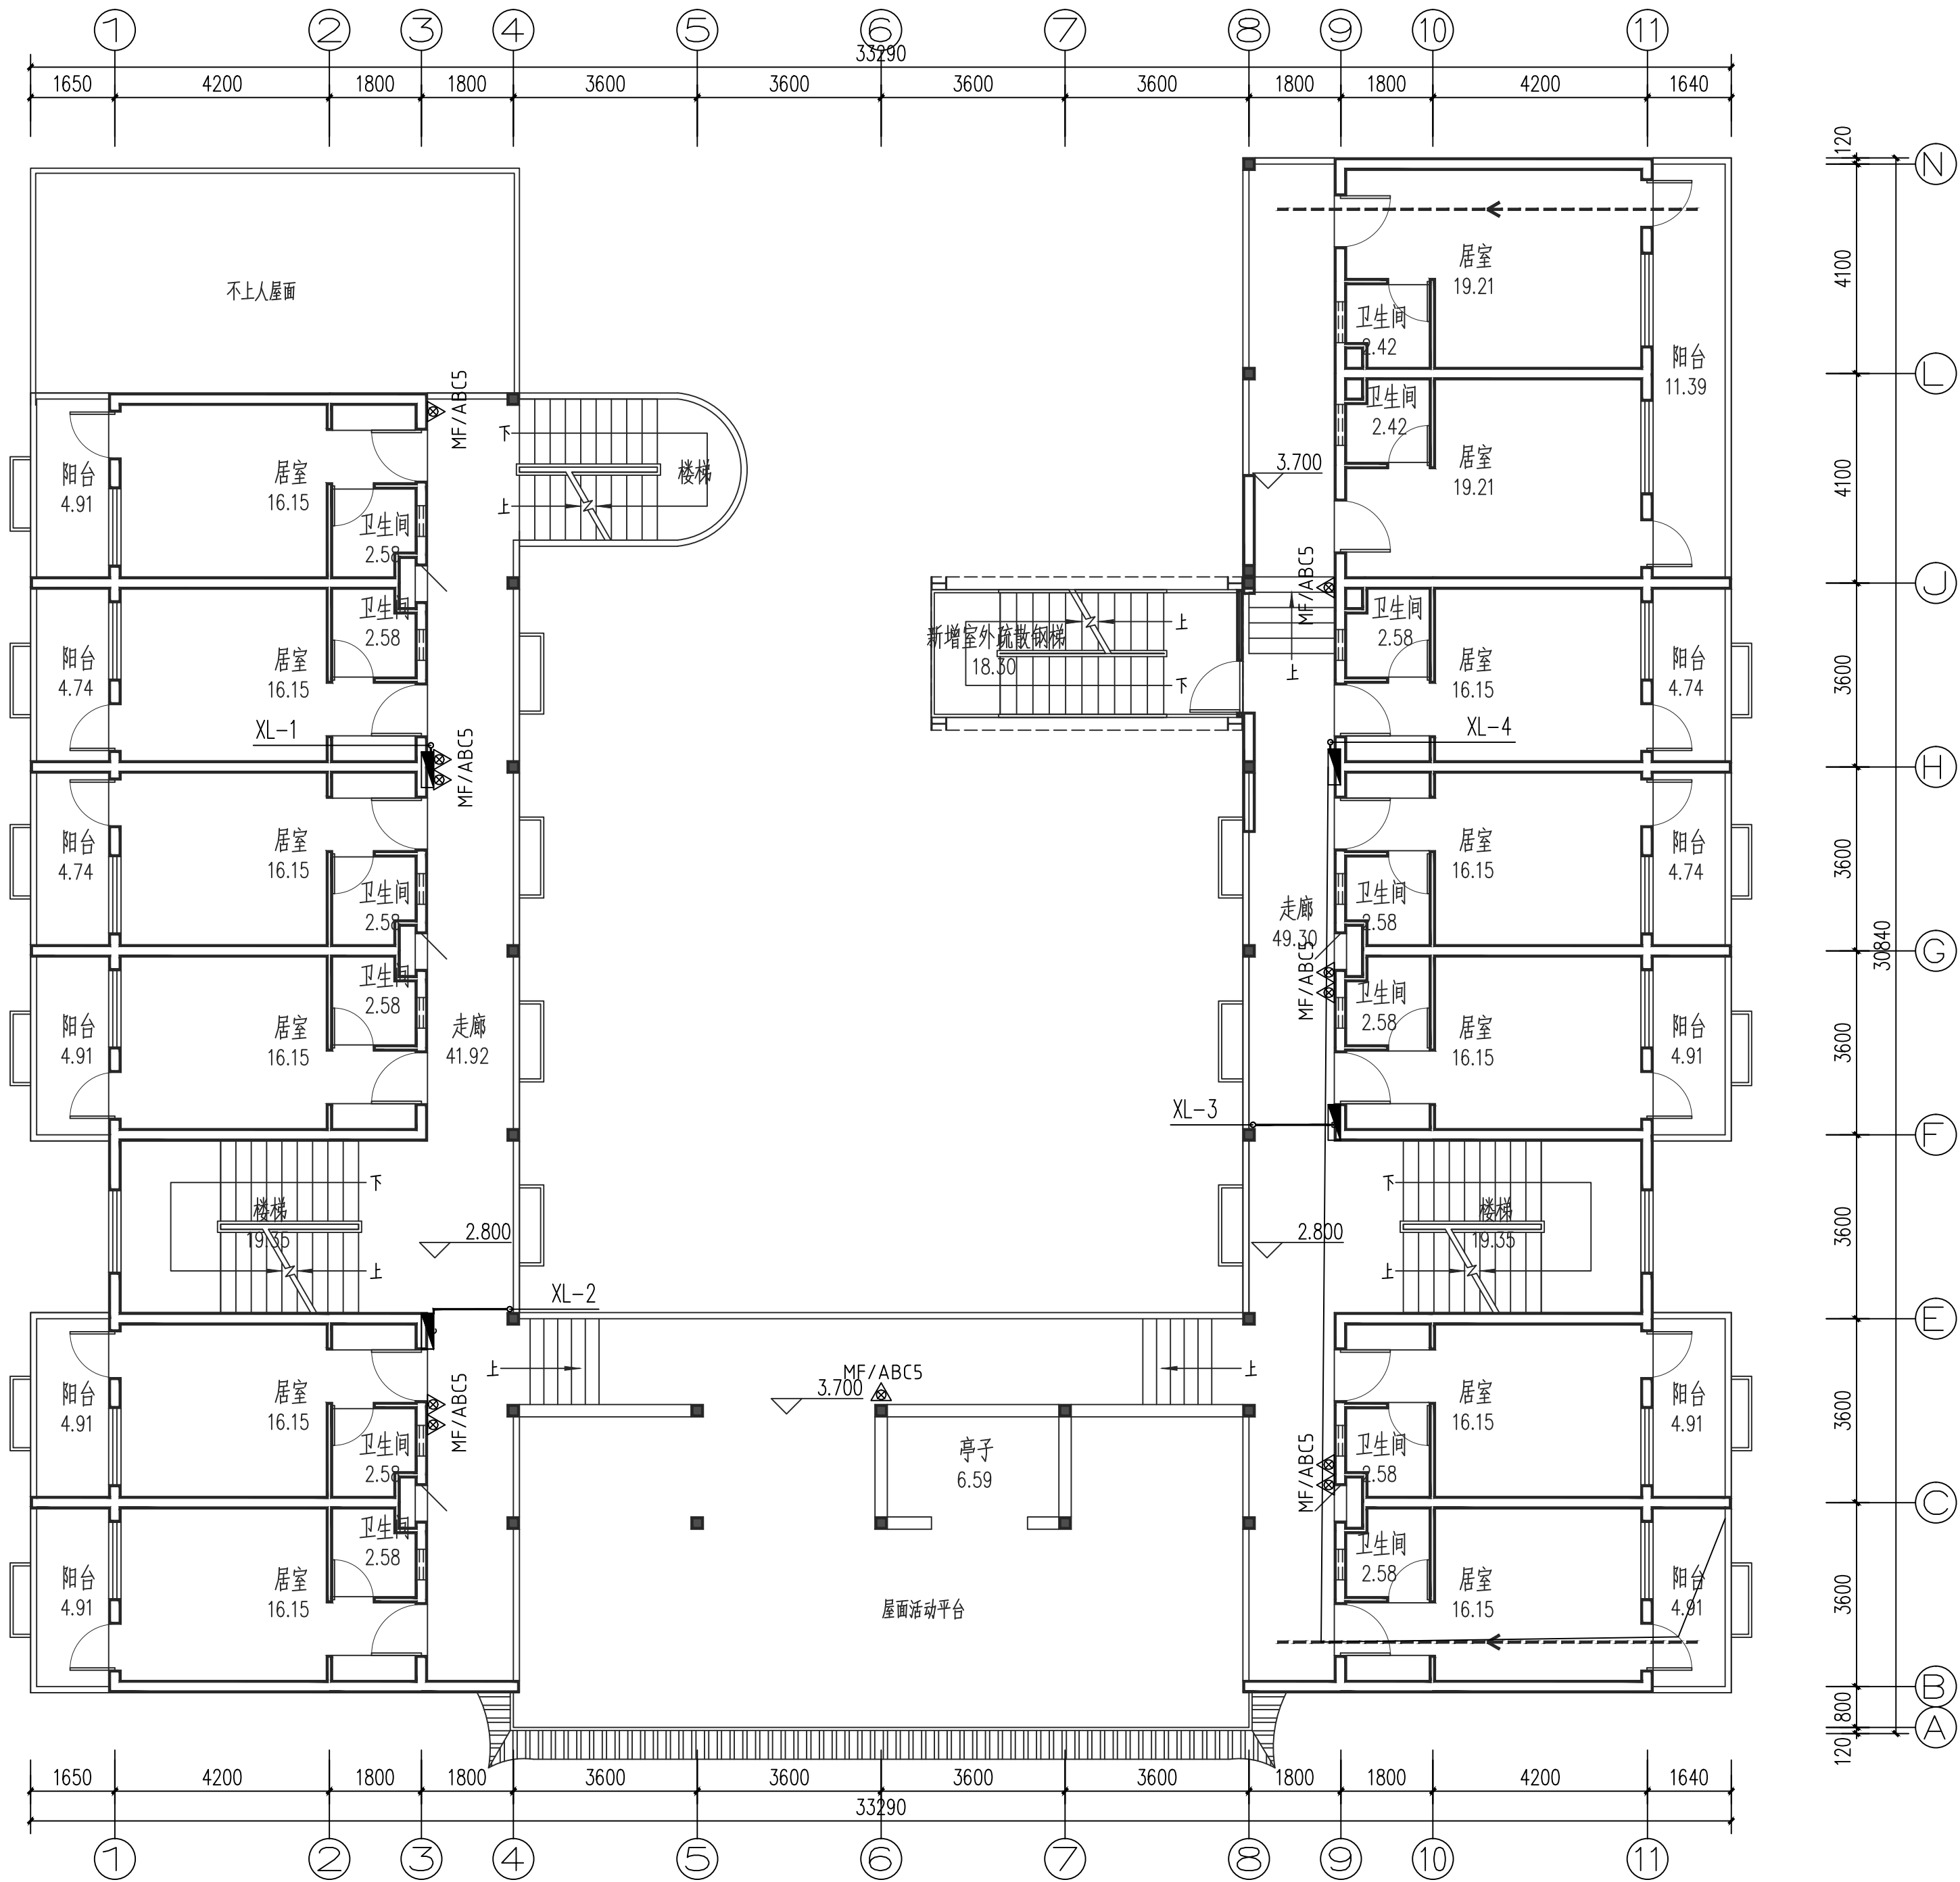 1 2 3 4 5 6 7 8 9 10 11
33290
1650 4200 1800 1800 3600 3600 3600 3600 1800 1800 4200 1640
120
N
不上人屋面
居室
19.21
4100
卫生间
2.42
阳台
11.39
L
MF/ABC5
卫生间
2.42
下
楼梯
上
3.700
居室
19.21
4100
阳台
4.91
居室
16.15
卫生间
2.58
MF/ABC5
J
卫生间
2.58
卫生间
2.58
阳台
4.74
居室
16.15
新增室外疏散钢梯
18.30
上
下
上
居室
16.15
阳台
4.74
3600
XL-1
MF/ABC5
XL-4
H
阳台
4.74
居室
16.15
卫生间
2.58
居室
16.15
阳台
4.74
3600
卫生间
2.58
走廊
49.30
30840
MF/ABC5
G
卫生间
2.58
卫生间
2.58
阳台
4.91
居室
16.15
走廊
41.92
居室
16.15
阳台
4.91
3600
XL-3
F
下
楼梯
19.35
上
2.800
2.800
下
楼梯
19.35
上
3600
XL-2
E
上
上
MF/ABC5
3.700
阳台
4.91
居室
16.15
卫生间
2.58
MF/ABC5
亭子
6.59
MF/ABC5
卫生间
2.58
居室
16.15
阳台
4.91
3600
C
卫生间
2.58
卫生间
2.58
阳台
4.91
居室
16.15
屋面活动平台
居室
16.15
阳台
4.91
3600
B
800
A
120
1650 4200 1800 1800 3600 3600 3600 3600 1800 1800 4200 1640
33290
1 2 3 4 5 6 7 8 9 10 11